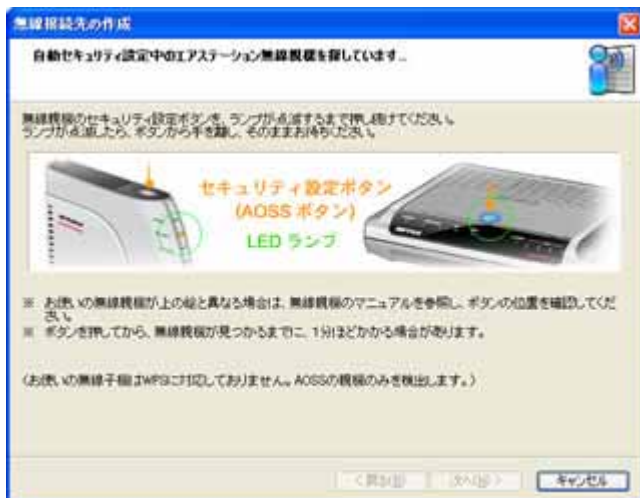 無線接続先の作成
自動セキュリティ設定中のエアステーション無線親機を探しています...
無線親機のセキュリティ設定ボタンを、ランプが点滅するまで押し続けてください。
ランプが点滅したら、ボタンから手を離し、そのままお待ちください。
セキュリティ設定ボタン
(AOSS ボタン)
LED ランプ
※ お使いの無線親機が上の絵と異なる場合は、無線親機のマニュアルを参照し、ボタンの位置を確認してくだ
さい。
※ ボタンを押してから、無線親機が見つかるまでに、1分ほどかかる場合があります。
(お使いの無線子機はWPSに対応しておりません。AOSSの親機のみを検出します。)
< 戻る(B)
次へ(N) >
キャンセル